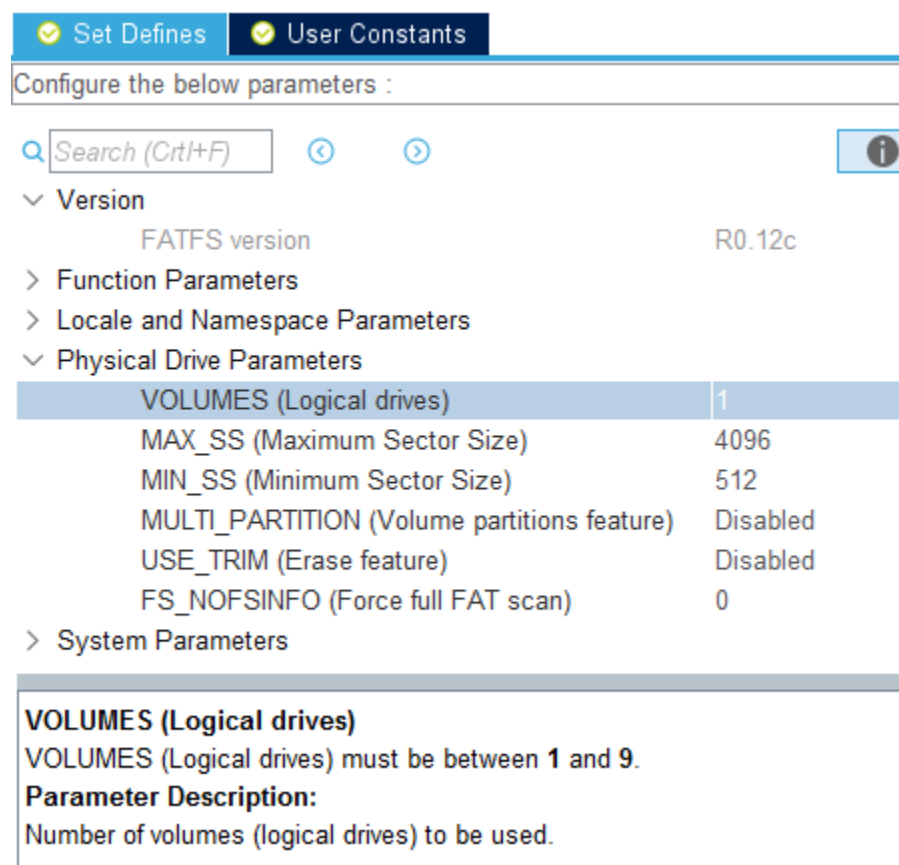 Set Defines User Constants
Configure the below parameters :
Search (Crtl+F)
Version
FATFS version R0.12c
Function Parameters
Locale and Namespace Parameters
Physical Drive Parameters
VOLUMES (Logical drives) 1
MAX_SS (Maximum Sector Size) 4096
MIN_SS (Minimum Sector Size) 512
MULTI_PARTITION (Volume partitions feature) Disabled
USE_TRIM (Erase feature) Disabled
FS_NOFSINFO (Force full FAT scan) 0
System Parameters
VOLUMES (Logical drives)
VOLUMES (Logical drives) must be between 1 and 9.
Parameter Description:
Number of volumes (logical drives) to be used.